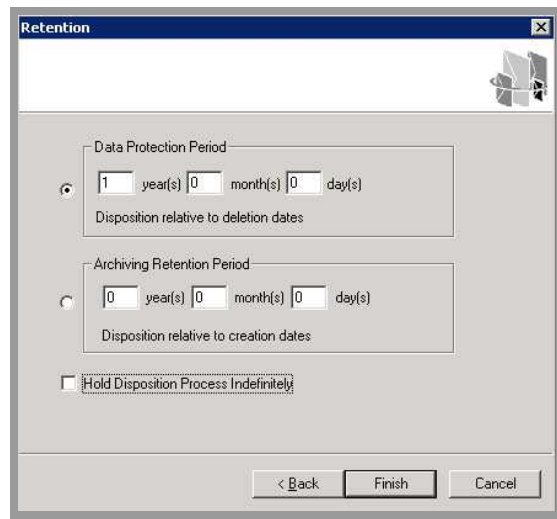 Retention
Data Protection Period
1 year(s) 0 month(s) 0 day(s)
Disposition relative to deletion dates
Archiving Retention Period
0 year(s) 0 month(s) 0 day(s)
Disposition relative to creation dates
Hold Disposition Process Indefinitely
< Back Finish Cancel